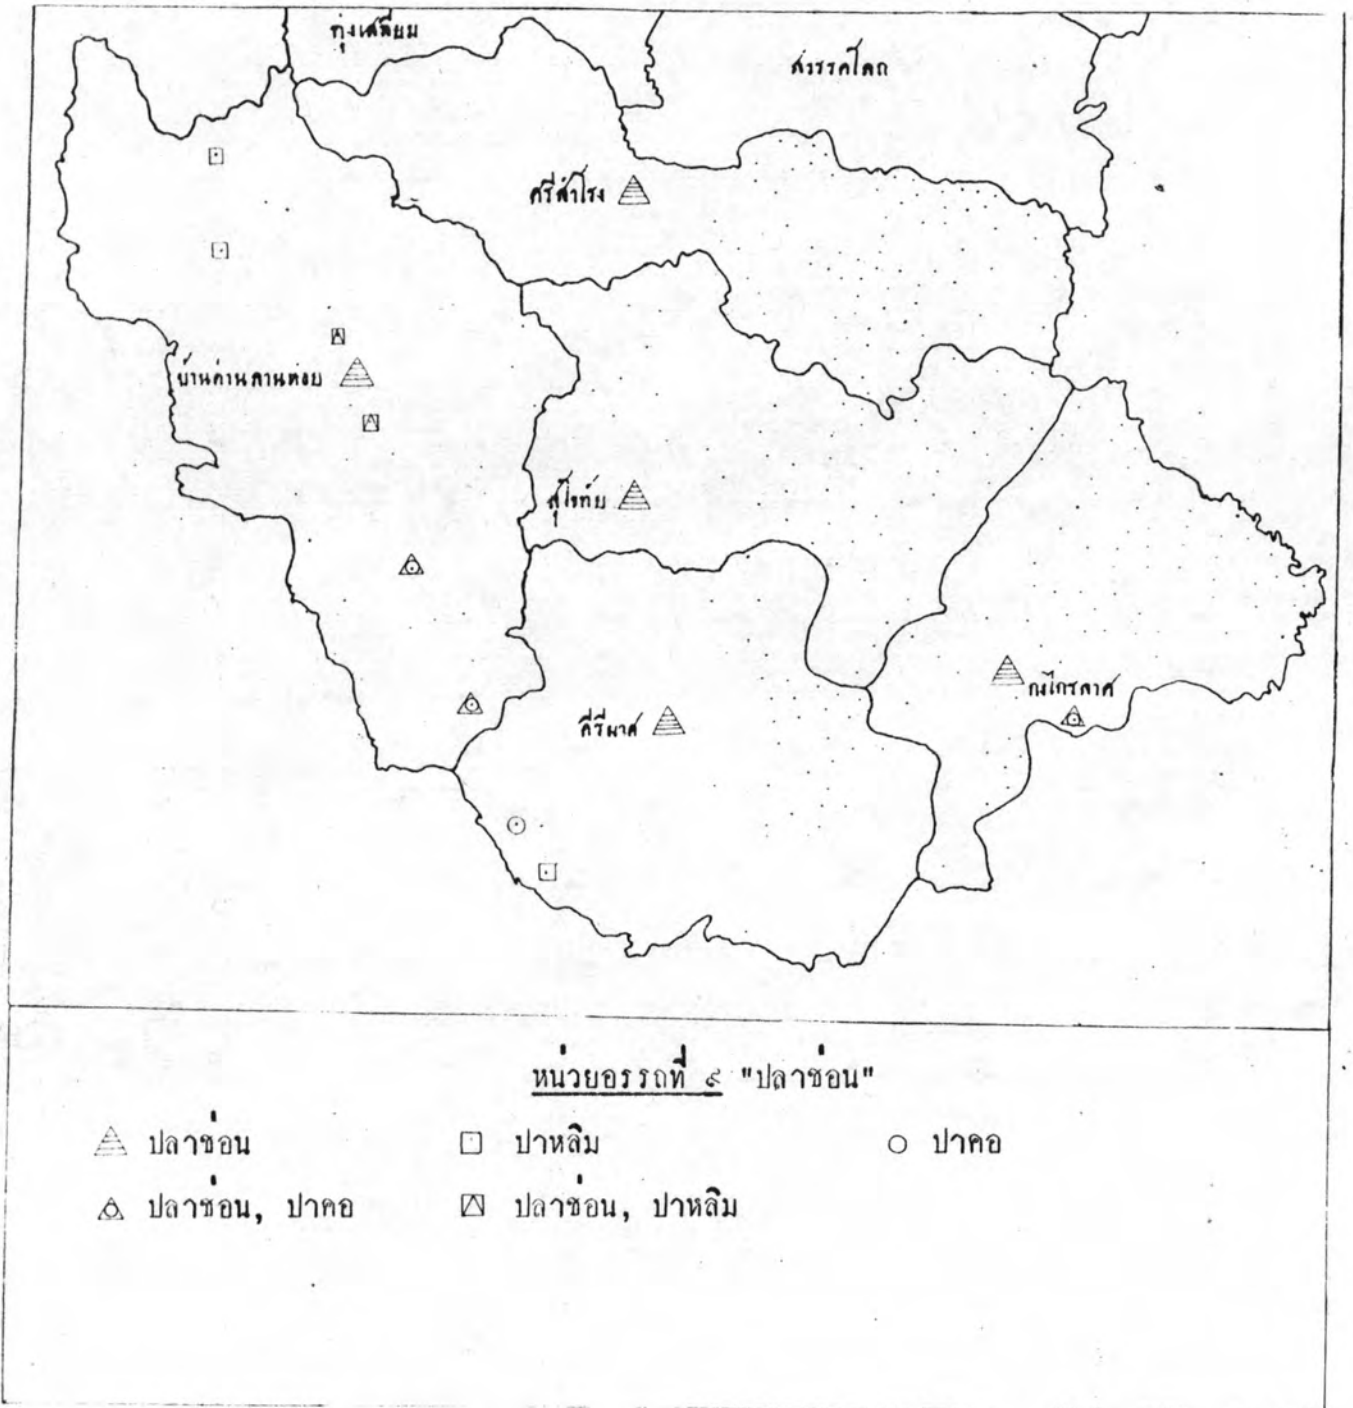 ทุ่งเสลี่ยม
สวรรคโลก
ศรีสำโรง
บ้านด่านลานหอย
สุโขทัย
กงไกรลาศ
คีรีมาศ
หน่วยอรรถที่ ๙ "ปลาช่อน"
ปลาช่อน ปาหลิม ปาคอ
ปลาช่อน, ปาคอ ปลาช่อน, ปาหลิม